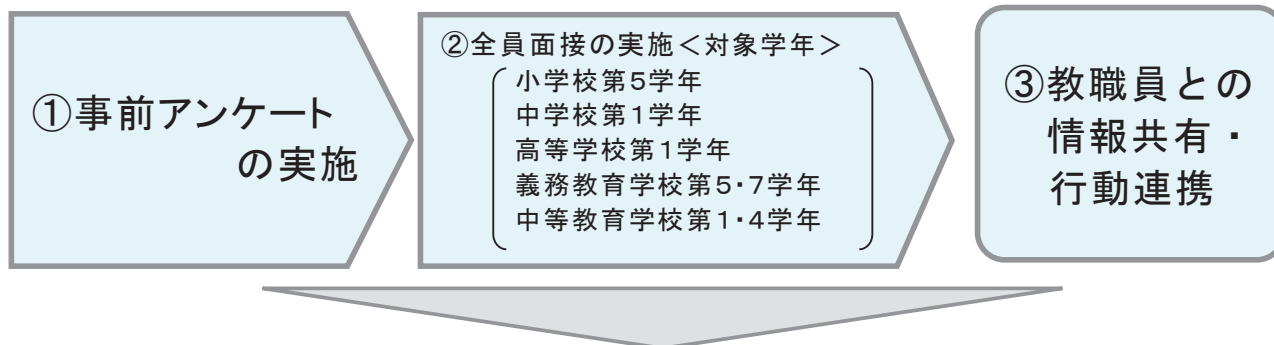 ①事前アンケート
の実施
②全員面接の実施＜対象学年＞
小学校第５学年
中学校第１学年
高等学校第１学年
義務教育学校第５・７学年
中等教育学校第１・４学年
③教職員との
情報共有・
行動連携